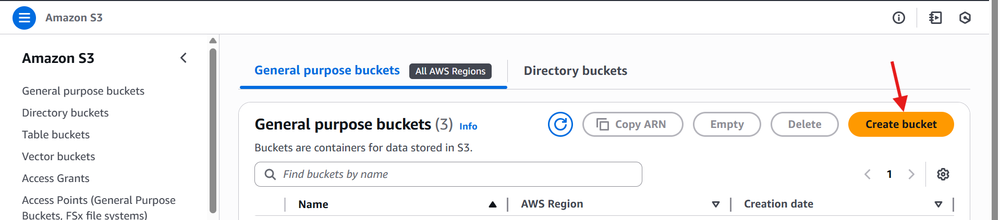 Amazon S3
Amazon S3
General purpose buckets
Directory buckets
Table buckets
Vector buckets
Access Grants
Access Points (General Purpose
Buckets, FSx file systems)
General purpose buckets All AWS Regions Directory buckets
General purpose buckets (3) Info Copy ARN Empty Delete Create bucket
Buckets are containers for data stored in S3.
Find buckets by name 1
Name AWS Region Creation date